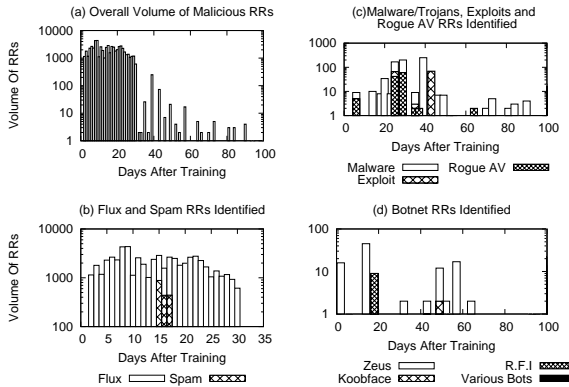 (a) Overall Volume of Malicious RRs
Volume Of RRs
10000
1000
100
10
1
0 20 40 60 80 100
Days After Training
(c)Malware/Trojans, Exploits and
Rogue AV RRs Identified
1000
100
10
1
0 20 40 60 80 100
Days After Training
Malware
Rogue AV
Exploit
(b) Flux and Spam RRs Identified
Volume Of RRs
10000
1000
100
0 5 10 15 20 25 30 35
Days After Training
Flux
Spam
(d) Botnet RRs Identified
100
10
1
0 20 40 60 80 100
Days After Training
Zeus
R.F.I
Koobface
Various Bots